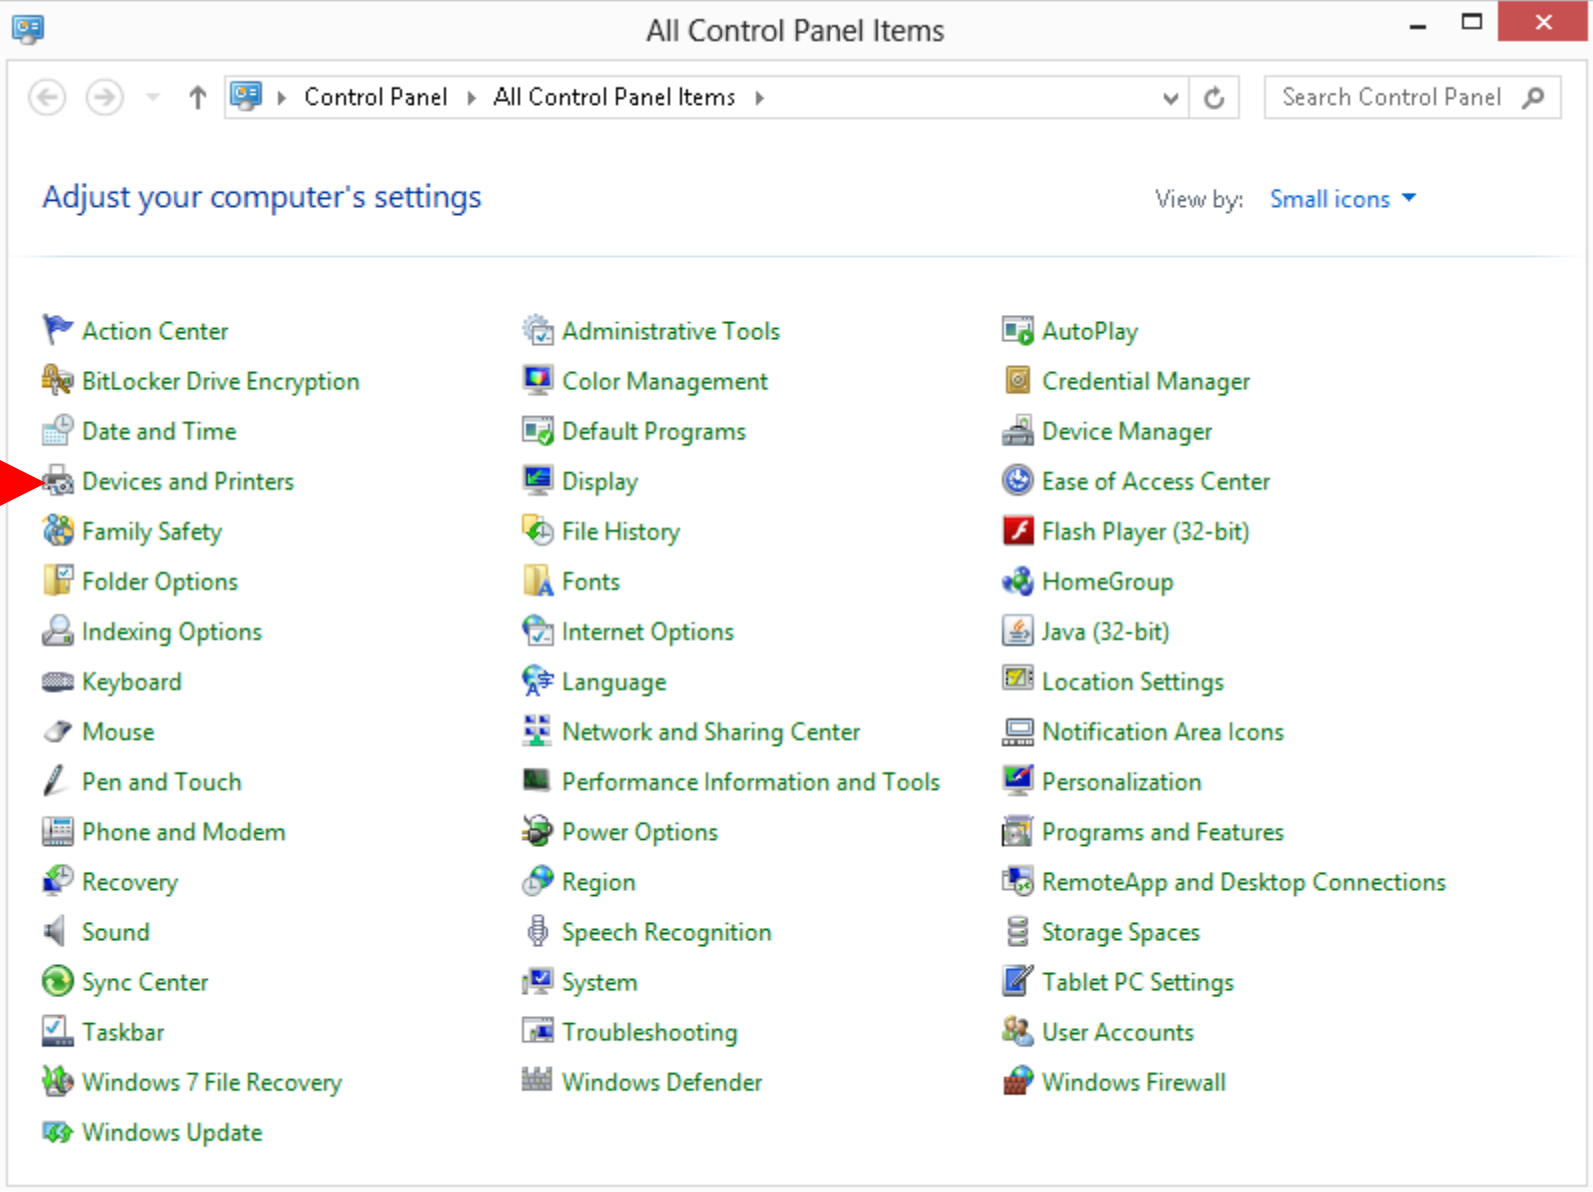 All Control Panel Items
Control Panel All Control Panel Items
Search Control Panel
Adjust your computer's settings
View by: Small icons
Action Center Administrative Tools AutoPlay
BitLocker Drive Encryption Color Management Credential Manager
Date and Time Default Programs Device Manager
Devices and Printers Display Ease of Access Center
Family Safety File History Flash Player (32-bit)
Folder Options Fonts HomeGroup
Indexing Options Internet Options Java (32-bit)
Keyboard Language Location Settings
Mouse Network and Sharing Center Notification Area Icons
Pen and Touch Performance Information and Tools Personalization
Phone and Modem Power Options Programs and Features
Recovery Region RemoteApp and Desktop Connections
Sound Speech Recognition Storage Spaces
Sync Center System Tablet PC Settings
Taskbar Troubleshooting User Accounts
Windows 7 File Recovery Windows Defender Windows Firewall
Windows Update